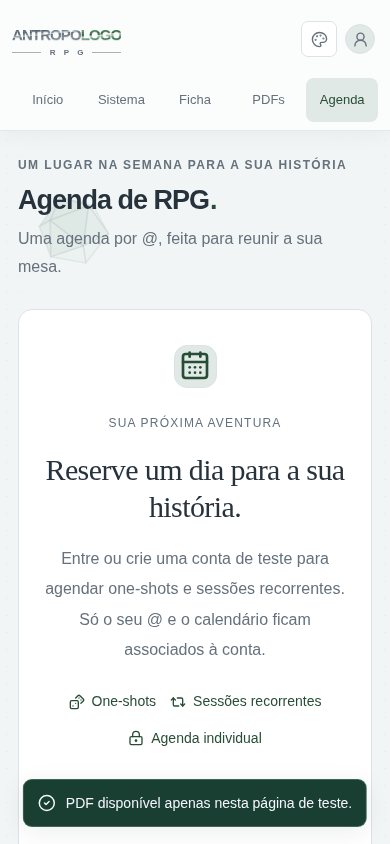 ANTROPOLOGO
RPG
Início
Sistema
Ficha
PDFs
Agenda
UM LUGAR NA SEMANA PARA A SUA HISTÓRIA
Agenda de RPG.
Uma agenda por @, feita para reunir a sua
mesa.
SUA PRÓXIMA AVENTURA
Reserve um dia para a sua
história.
Entre ou crie uma conta de teste para
agendar one-shots e sessões recorrentes.
Só o seu @ e o calendário ficam
associados à conta.
One-shots
Sessões recorrentes
Agenda individual
PDF disponível apenas nesta página de teste.